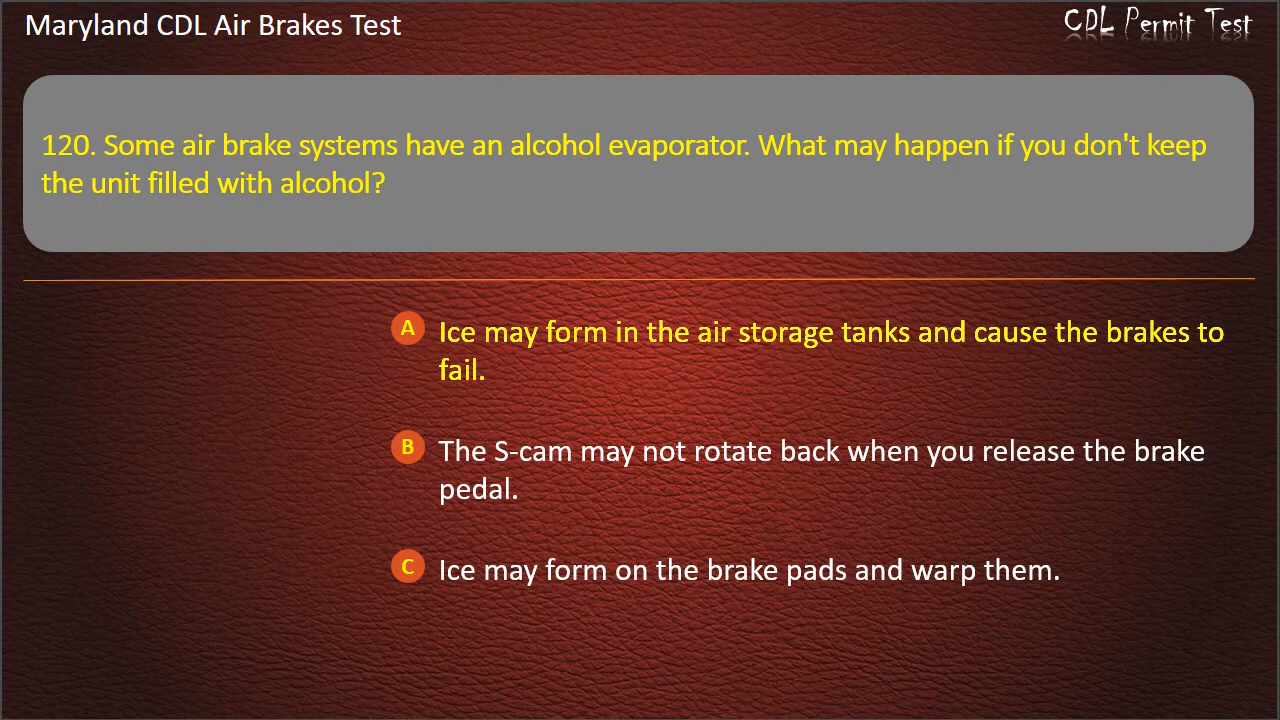 Maryland CDL Air Brakes Test
CDL Permit Test
120. Some air brake systems have an alcohol evaporator. What may happen if you don't keep
the unit filled with alcohol?
A Ice may form in the air storage tanks and cause the brakes to
fail.
B The S-cam may not rotate back when you release the brake
pedal.
C Ice may form on the brake pads and warp them.